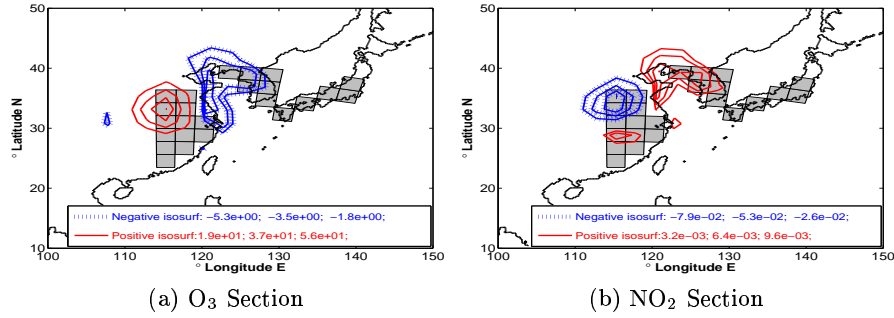 50
40
30
20
10
° Latitude N
Negative isosurf: −5.3e+00; −3.5e+00; −1.8e+00;
Positive isosurf:1.9e+01; 3.7e+01; 5.6e+01;
100 110 120 130 140 150
° Longitude E
(a) O₃ Section
50
40
30
20
10
° Latitude N
Negative isosurf: −7.9e−02; −5.3e−02; −2.6e−02;
Positive isosurf:3.2e−03; 6.4e−03; 9.6e−03;
100 110 120 130 140 150
° Longitude E
(b) NO₂ Section